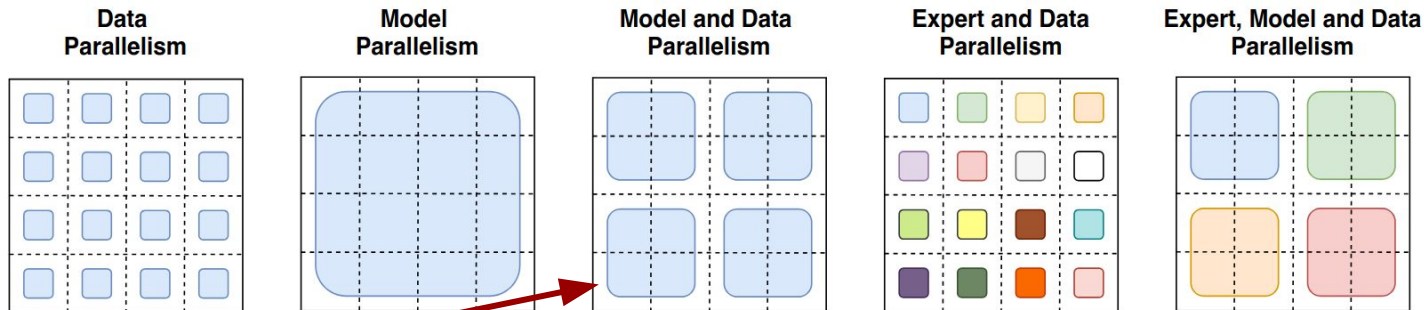 Data
Parallelism
Model
Parallelism
Model and Data
Parallelism
Expert and Data
Parallelism
Expert, Model and Data
Parallelism